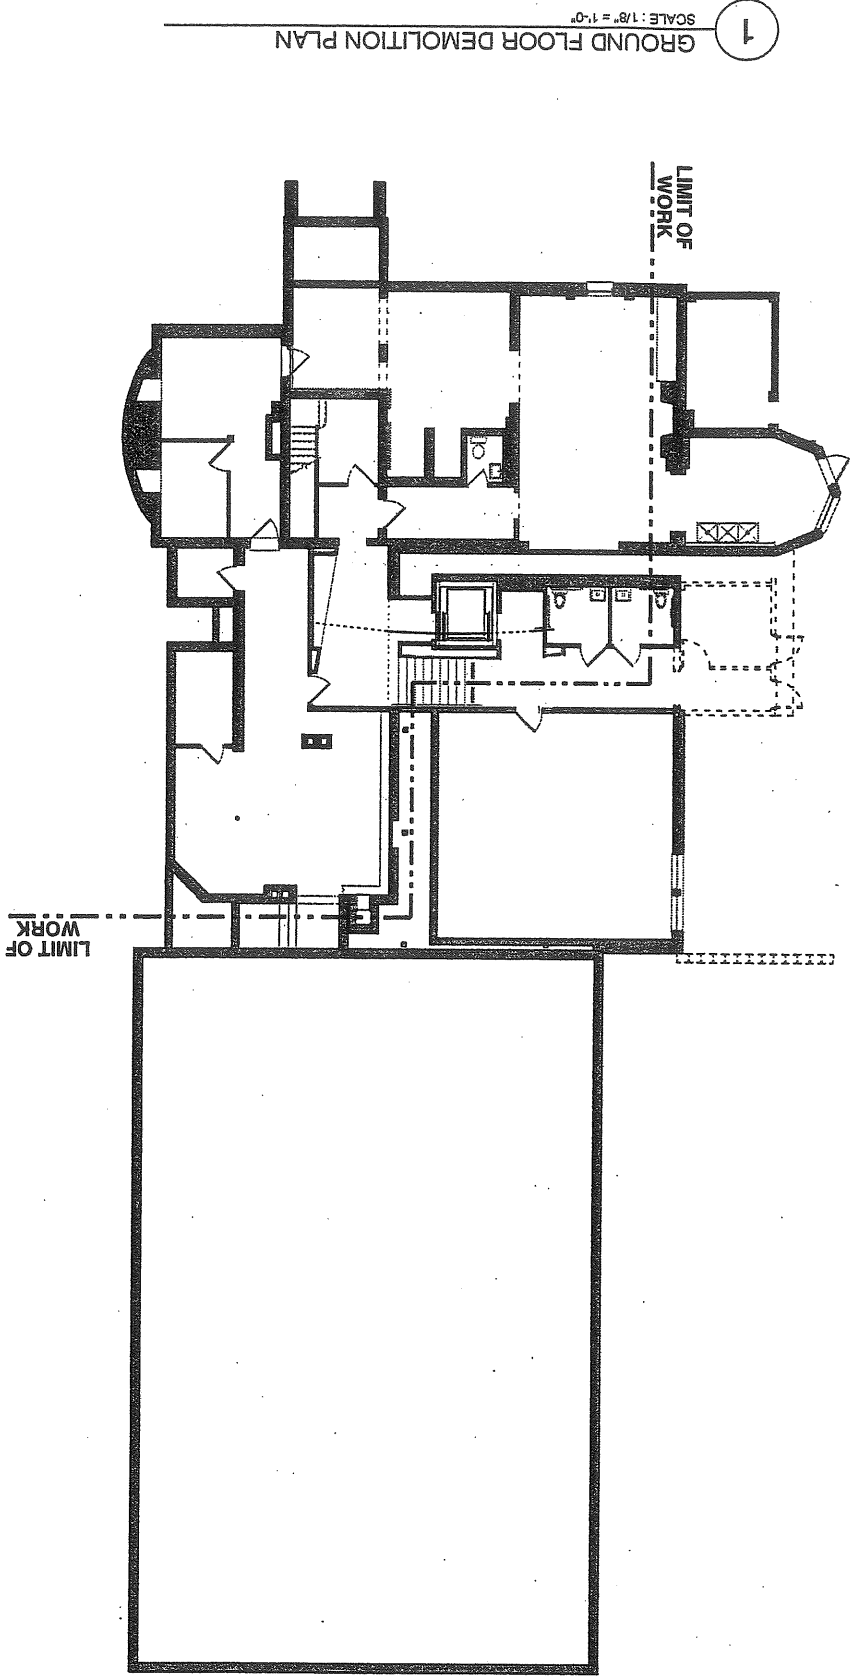 1
GROUND FLOOR DEMOLITION PLAN
SCALE : 1/8" = 1'-0"
LIMIT OF
WORK
LIMIT OF
WORK